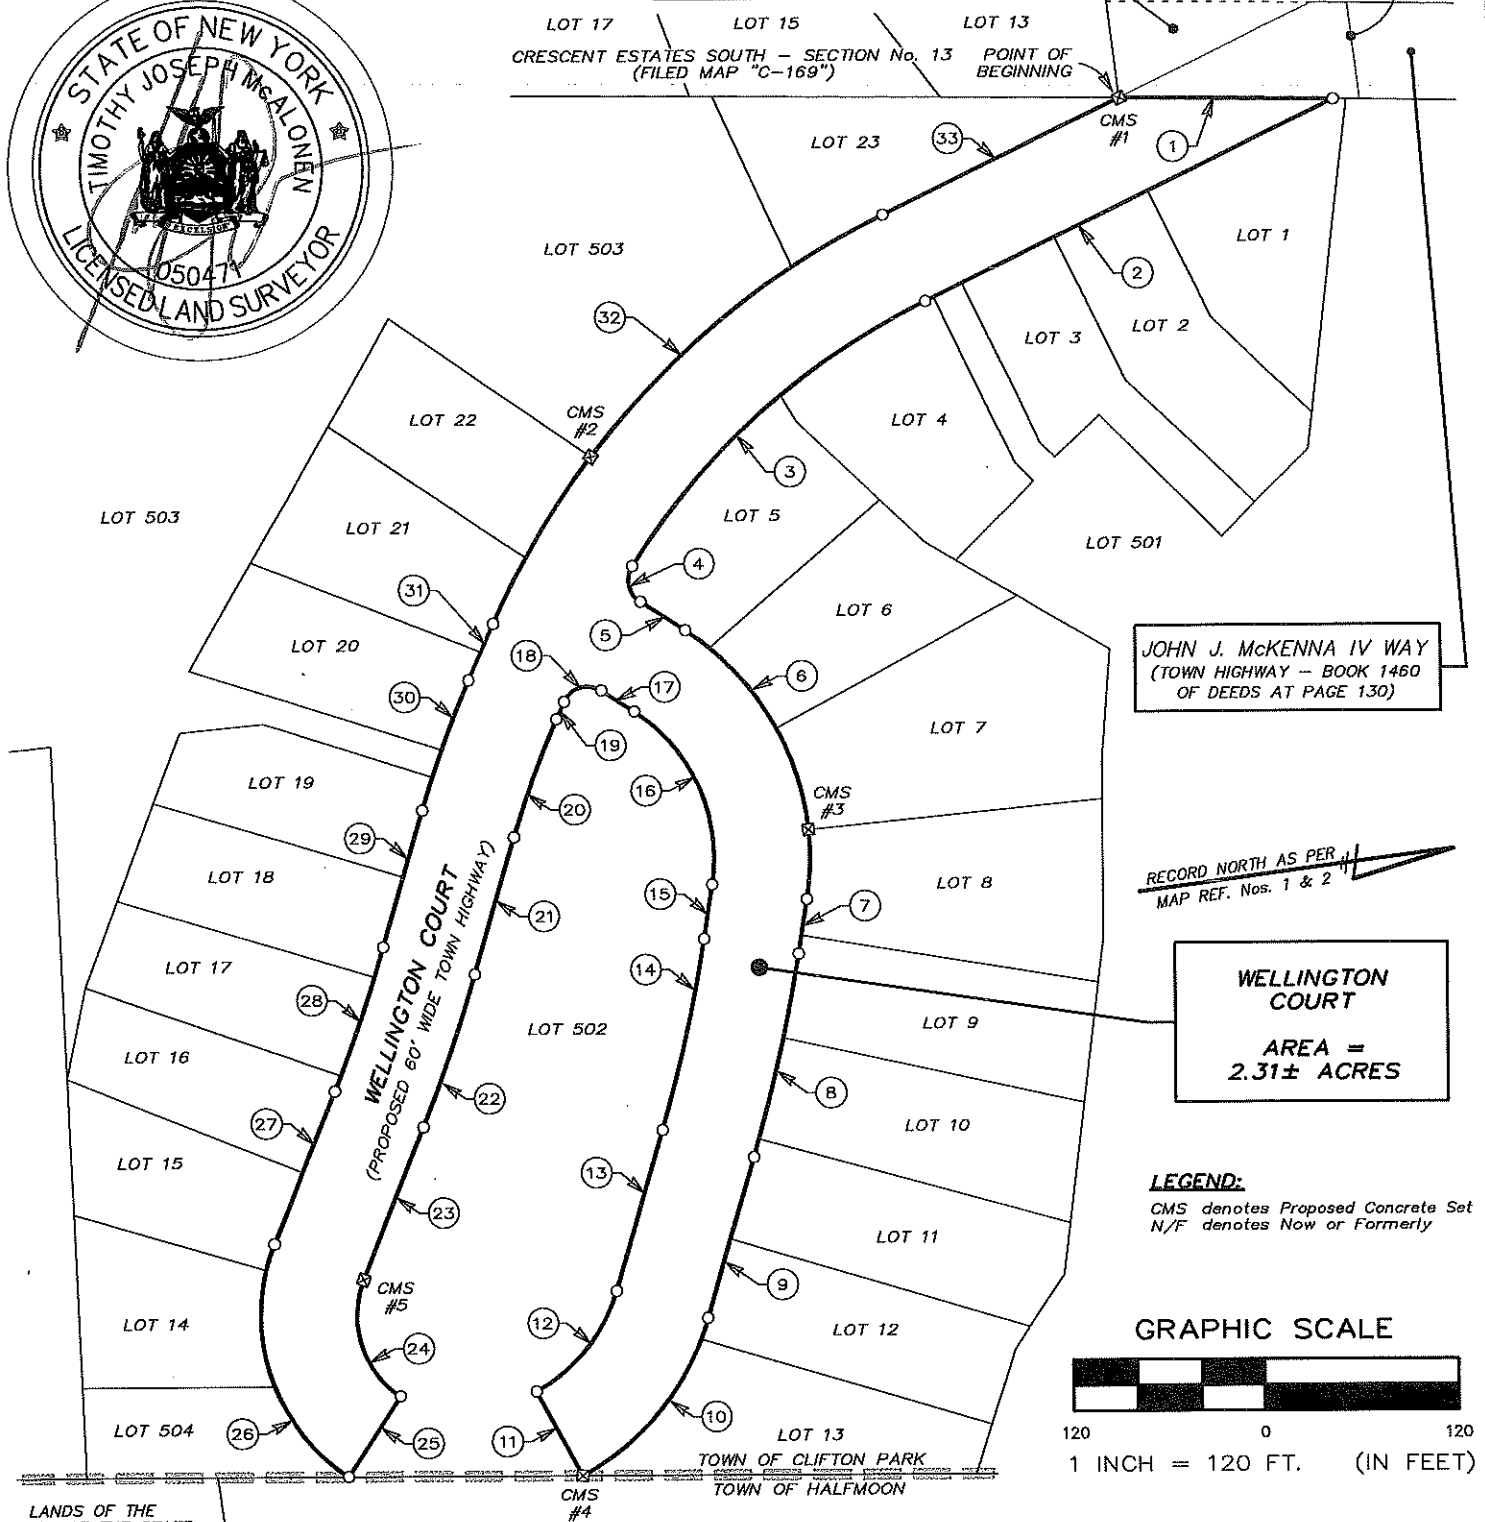 STATE OF NEW YORK
TIMOTHY JOSEPH McALONEN
EXCELSIOR
050471
LICENSED LAND SURVEYOR
LOT 17
LOT 15
LOT 13
CRESCENT ESTATES SOUTH - SECTION No. 13
(FILED MAP "C-169")
POINT OF
BEGINNING
CMS
#1
LOT 23
33
1
LOT 503
LOT 1
2
32
LOT 3
LOT 2
LOT 22
CMS
#2
LOT 4
3
LOT 503
LOT 21
LOT 5
LOT 501
4
31
LOT 6
5
LOT 20
18
6
17
30
JOHN J. McKENNA IV WAY
(TOWN HIGHWAY - BOOK 1460
OF DEEDS AT PAGE 130)
LOT 7
19
LOT 19
16
CMS
#3
20
29
RECORD NORTH AS PER
MAP REF. Nos. 1 & 2
LOT 18
LOT 8
WELLINGTON COURT
(PROPOSED 60' WIDE TOWN HIGHWAY)
15
7
21
LOT 17
14
28
WELLINGTON
COURT
AREA =
2.31± ACRES
LOT 502
LOT 9
LOT 16
22
8
27
LOT 10
LOT 15
13
23
LEGEND:
CMS denotes Proposed Concrete Set
N/F denotes Now or Formerly
LOT 11
9
CMS
#5
12
LOT 14
LOT 12
24
GRAPHIC SCALE
120
0
120
1 INCH = 120 FT.
(IN FEET)
LOT 504
26
25
11
10
LOT 13
TOWN OF CLIFTON PARK
TOWN OF HALFMOON
CMS
#4
LANDS OF THE